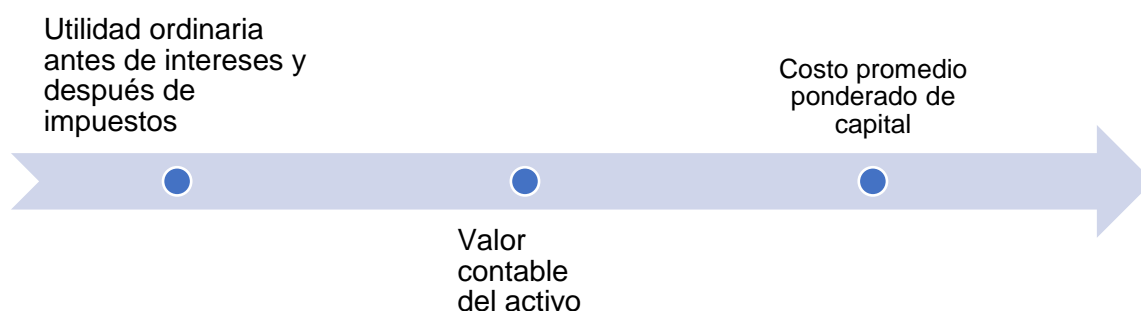 Utilidad ordinaria
antes de intereses y
después de
impuestos
Valor
contable
del activo
Costo promedio
ponderado de
capital